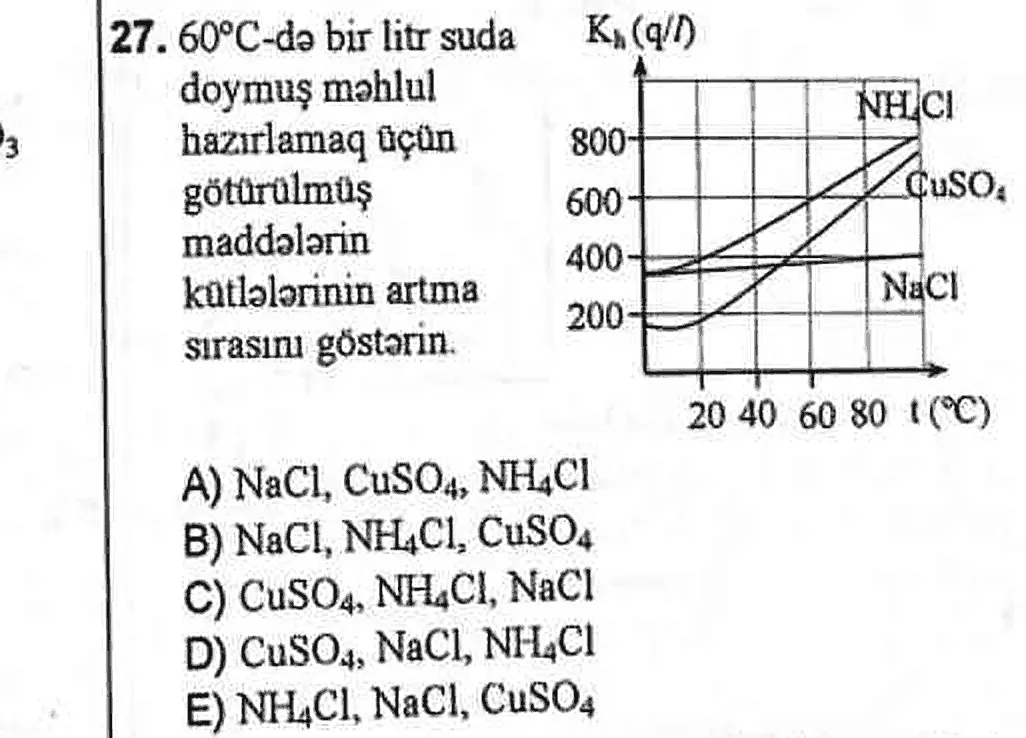 )₃
27. 60°C-də bir litr suda
doymuş məhlul
hazırlamaq üçün
götürülmüş
maddələrin
kütlələrinin artma
sırasını göstərin.
Kₕ (q/l)
NH₄Cl
800
CuSO₄
600
400
NaCl
200
20 40 60 80 t (°C)
A) NaCl, CuSO₄, NH₄Cl
B) NaCl, NH₄Cl, CuSO₄
C) CuSO₄, NH₄Cl, NaCl
D) CuSO₄, NaCl, NH₄Cl
E) NH₄Cl, NaCl, CuSO₄